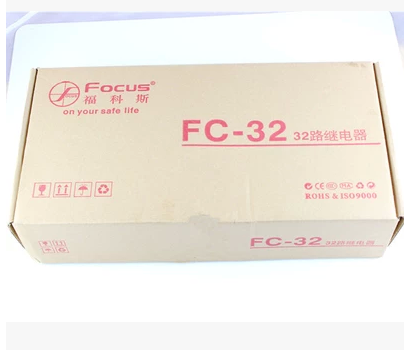 Focus®
福科斯
on your safe life
FC-32 32路继电器
ROHS & ISO9000
FC-32 32路继电器